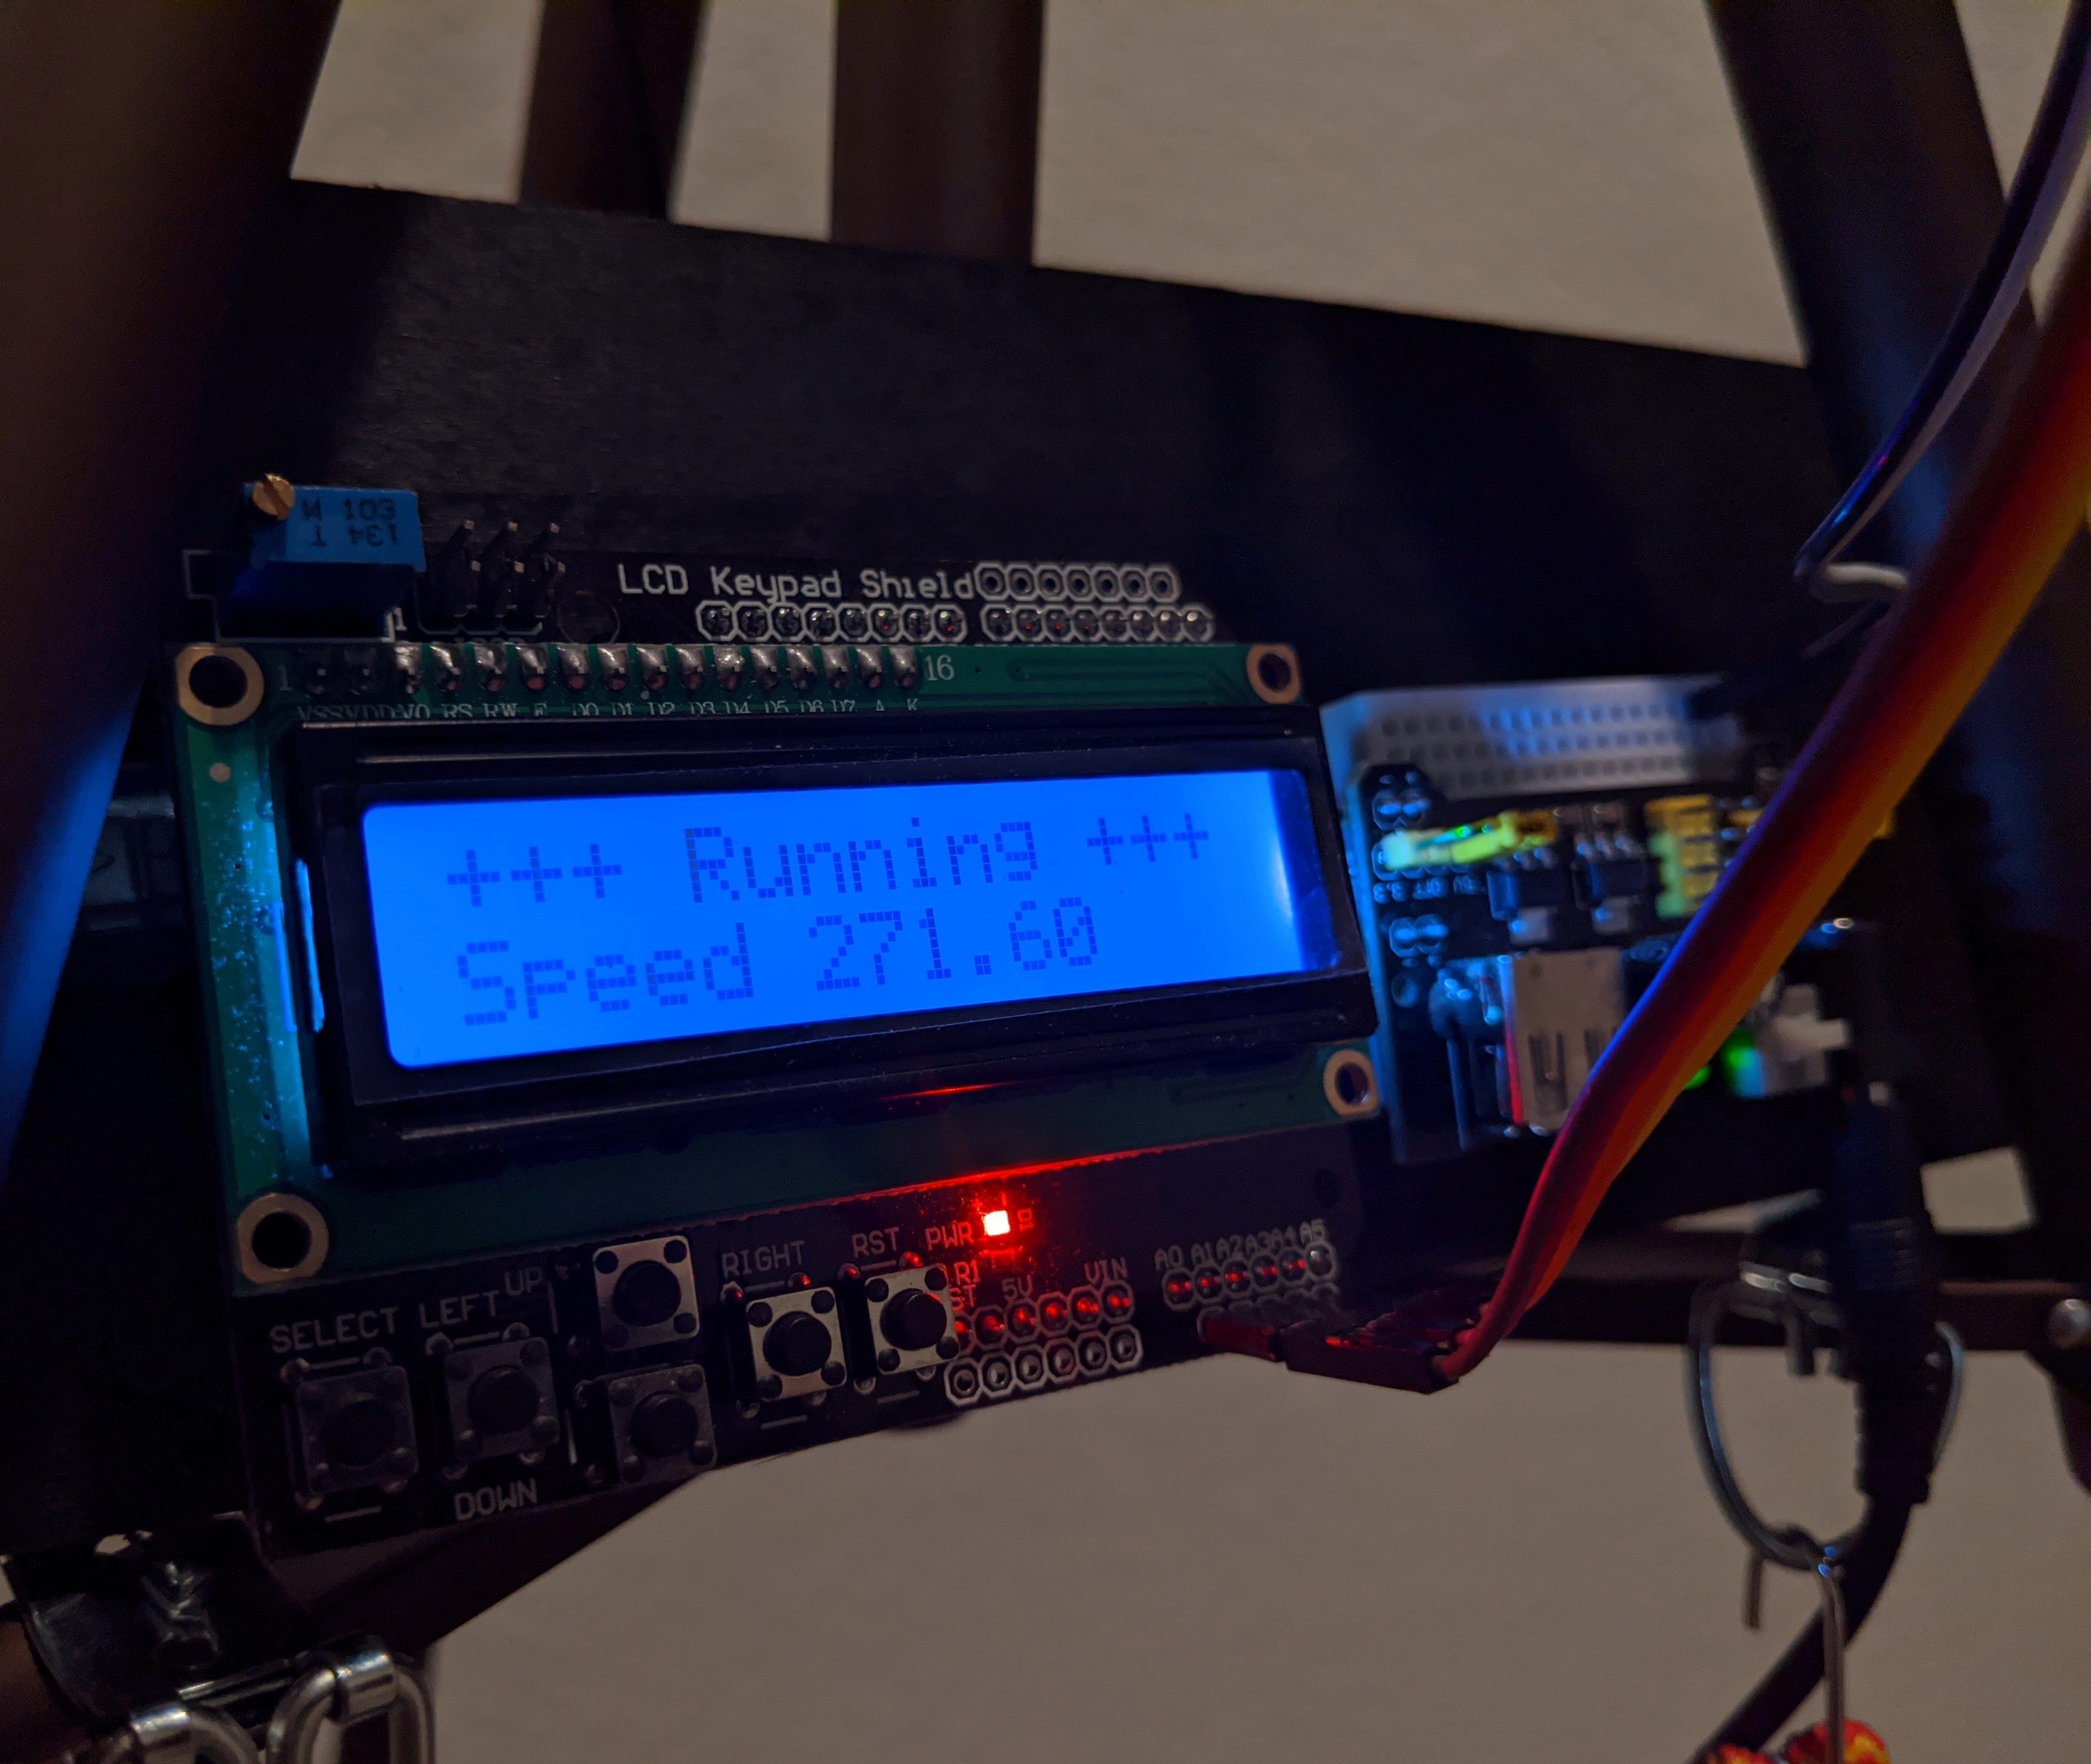 W 103
T 134
LCD Keypad Shield
1
1 16
VSS VDD V0 RS RW E D0 D1 D2 D3 D4 D5 D6 D7 A K
+++ Running +++
Speed 271.60
3.3 OFF 5V
SELECT LEFT UP RIGHT RST PWR
R1
5V VIN
A0 A1 A2 A3 A4 A5
DOWN